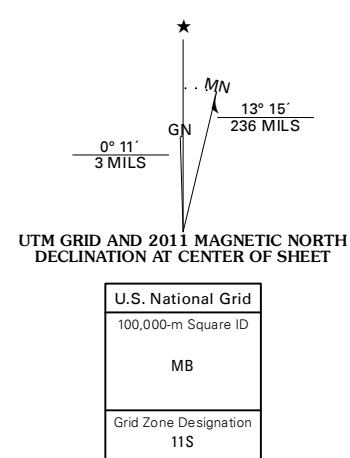 MN
13° 15´
236 MILS
GN
0° 11´
3 MILS
UTM GRID AND 2011 MAGNETIC NORTH
DECLINATION AT CENTER OF SHEET
U.S. National Grid
100,000-m Square ID
MB
Grid Zone Designation
11S